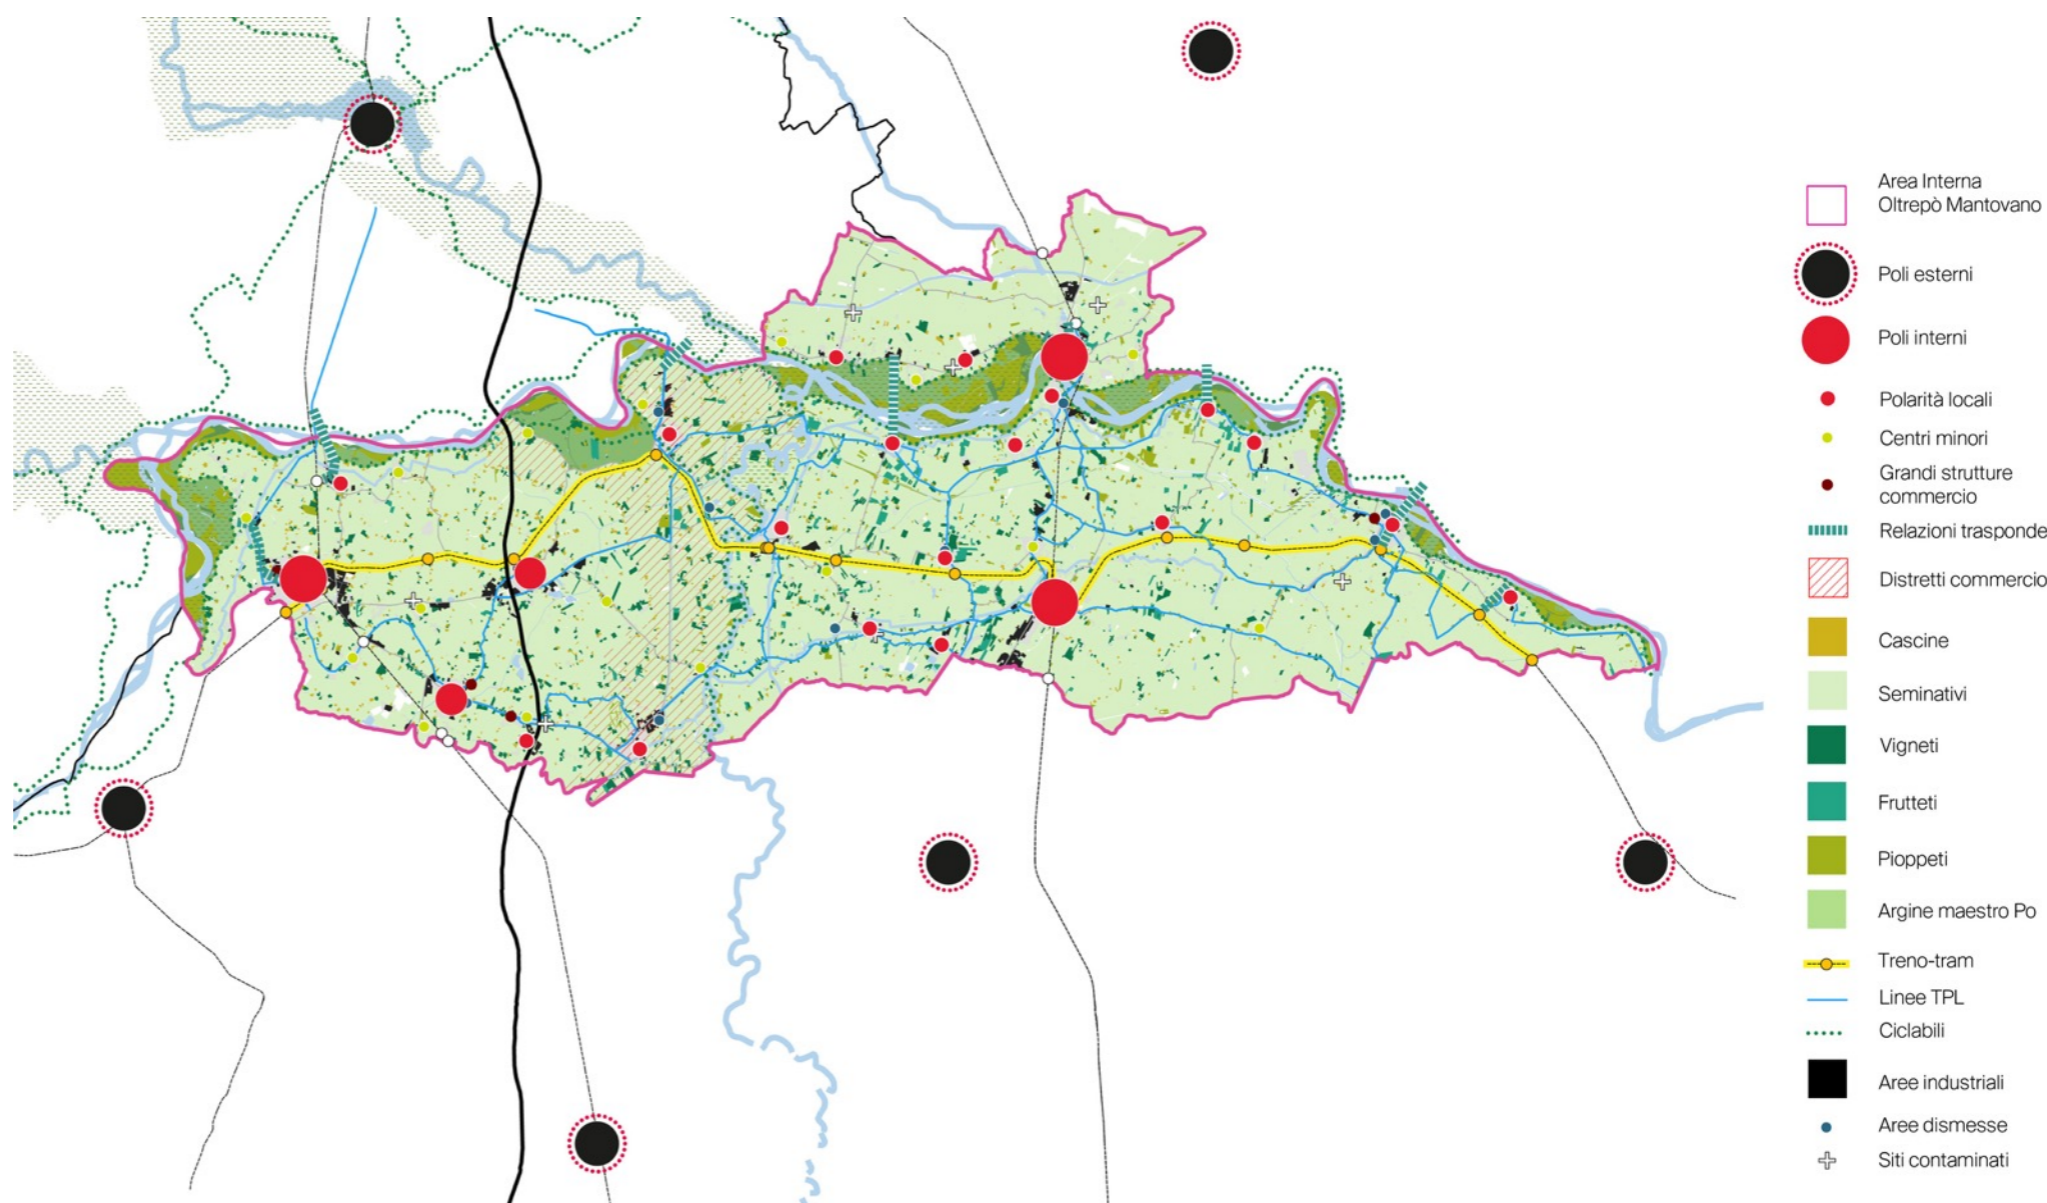 Area Interna
Oltrepò Mantovano
Poli esterni
Poli interni
Polarità locali
Centri minori
Grandi strutture
commercio
Relazioni trasponde
Distretti commercio
Cascine
Seminativi
Vigneti
Frutteti
Pioppeti
Argine maestro Po
Treno-tram
Linee TPL
Ciclabili
Aree industriali
Aree dismesse
Siti contaminati